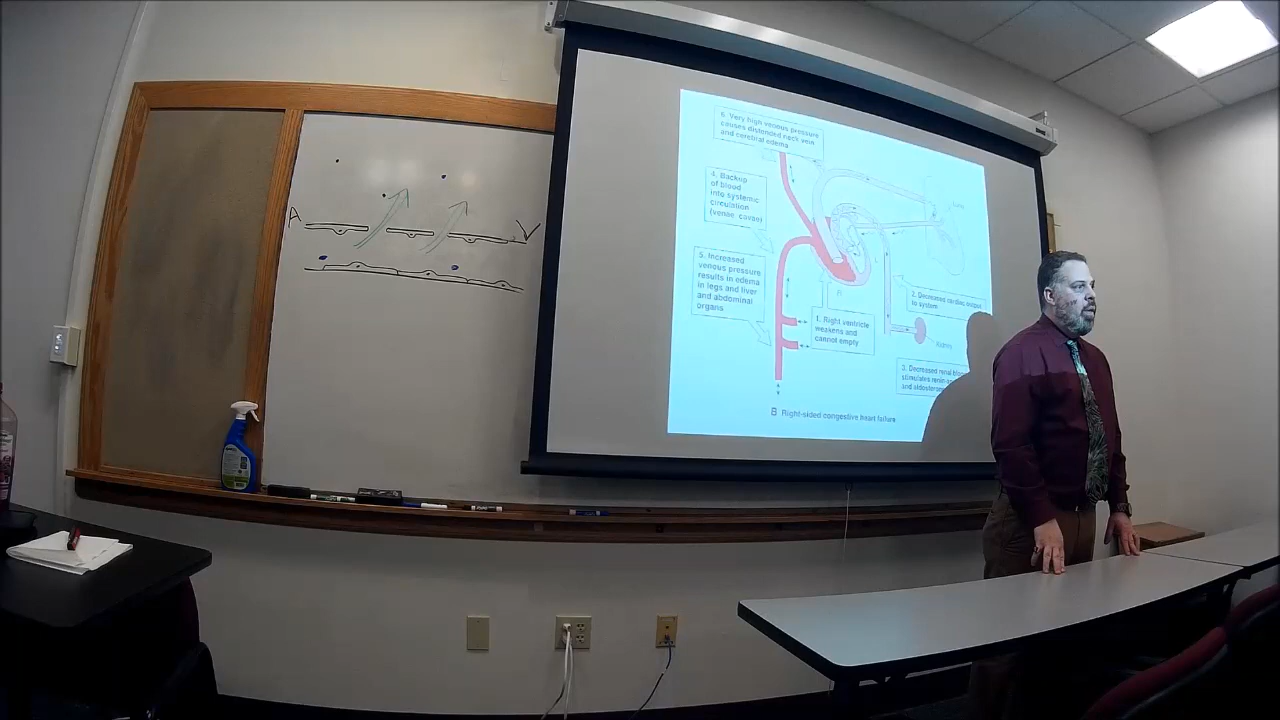 A
V
6. Very high venous pressure
causes distended neck vein
and cerebral edema
4. Backup
of blood
into systemic
circulation
(venae cavae)
5. Increased
venous pressure
results in edema
in legs and liver
and abdominal
organs
1. Right ventricle
weakens and
cannot empty
2. Decreased cardiac output
to system
Kidney
3. Decreased renal
stimulates
and
B Right-sided congestive heart failure